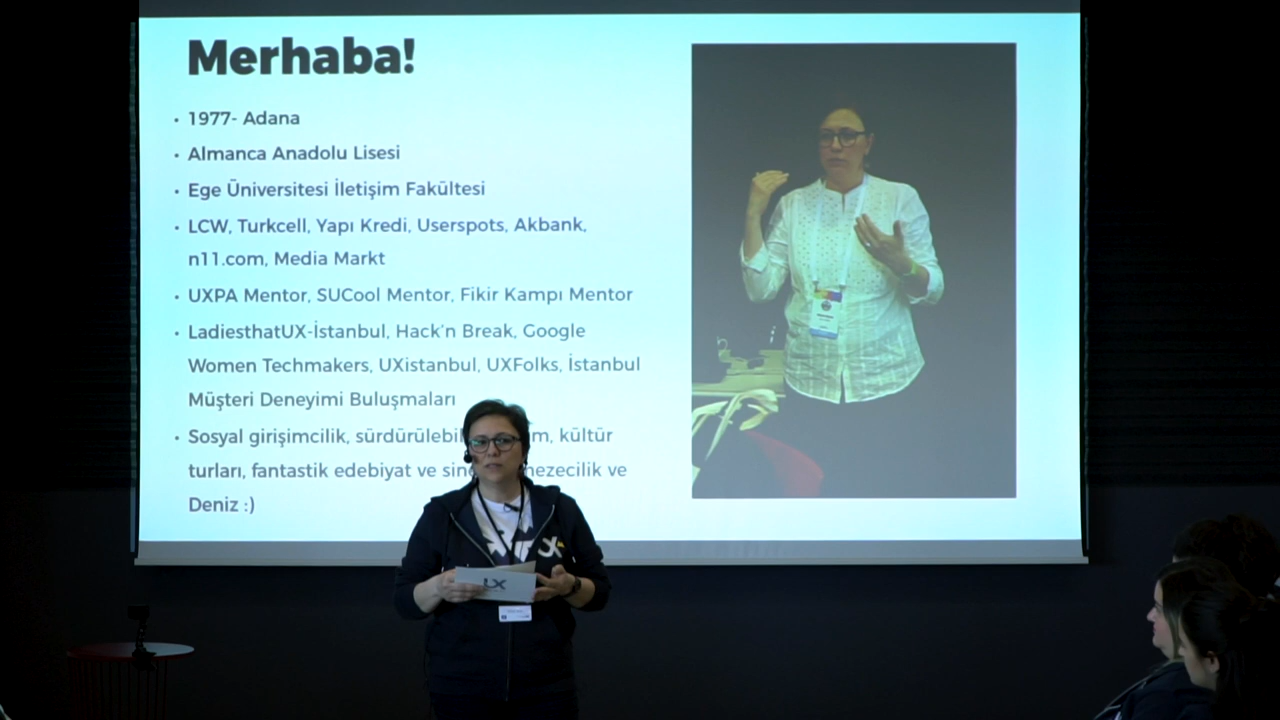 Merhaba!
• 1977- Adana
• Almanca Anadolu Lisesi
• Ege Üniversitesi İletişim Fakültesi
• LCW, Turkcell, Yapı Kredi, Userspots, Akbank,
n11.com, Media Markt
• UXPA Mentor, SUCool Mentor, Fikir Kampı Mentor
• LadiesthatUX-İstanbul, Hack'n Break, Google
Women Techmakers, UXistanbul, UXFolks, İstanbul
Müşteri Deneyimi Buluşmaları
• Sosyal girişimcilik, kültür
turları, fantastik edebiyat ve ve
Deniz :)
UX